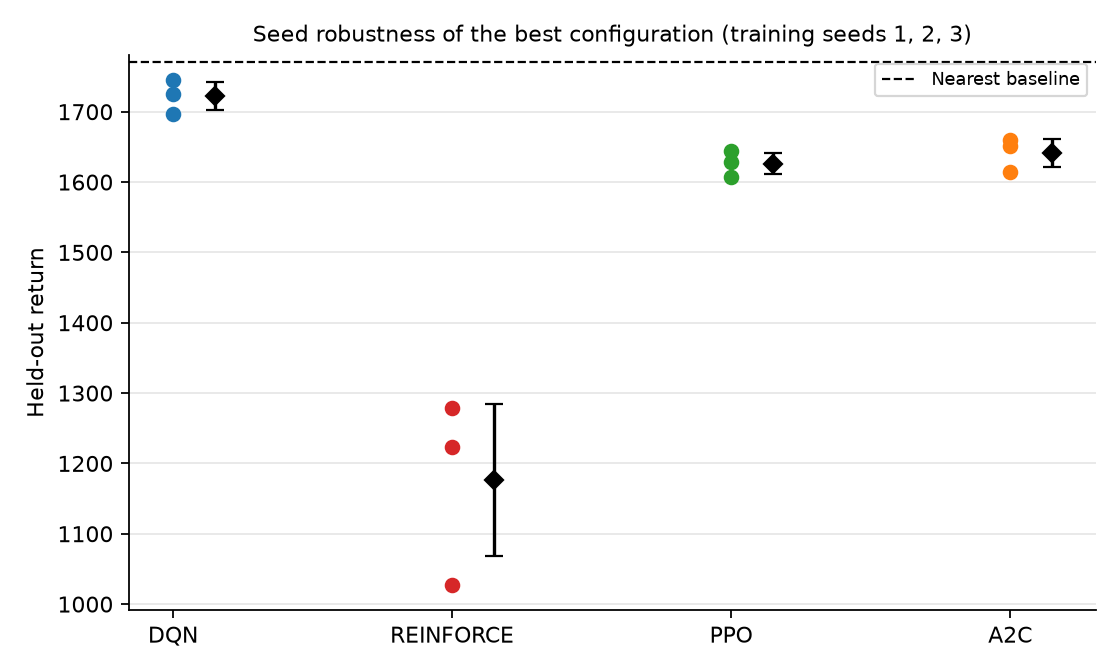 Seed robustness of the best configuration (training seeds 1, 2, 3)
Nearest baseline
Held-out return
1700
1600
1500
1400
1300
1200
1100
1000
DQN
REINFORCE
PPO
A2C